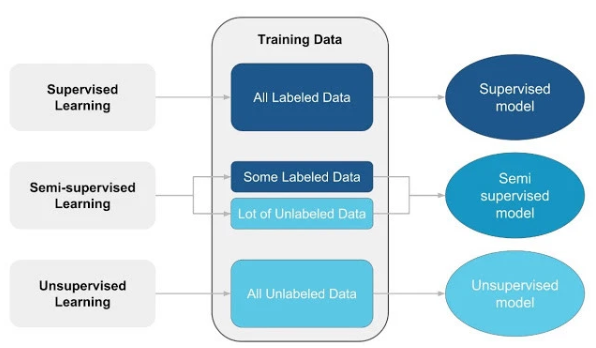 Training Data
Supervised
Learning
All Labeled Data
Supervised
model
Semi-supervised
Learning
Some Labeled Data
Lot of Unlabeled Data
Semi
supervised
model
Unsupervised
Learning
All Unlabeled Data
Unsupervised
model